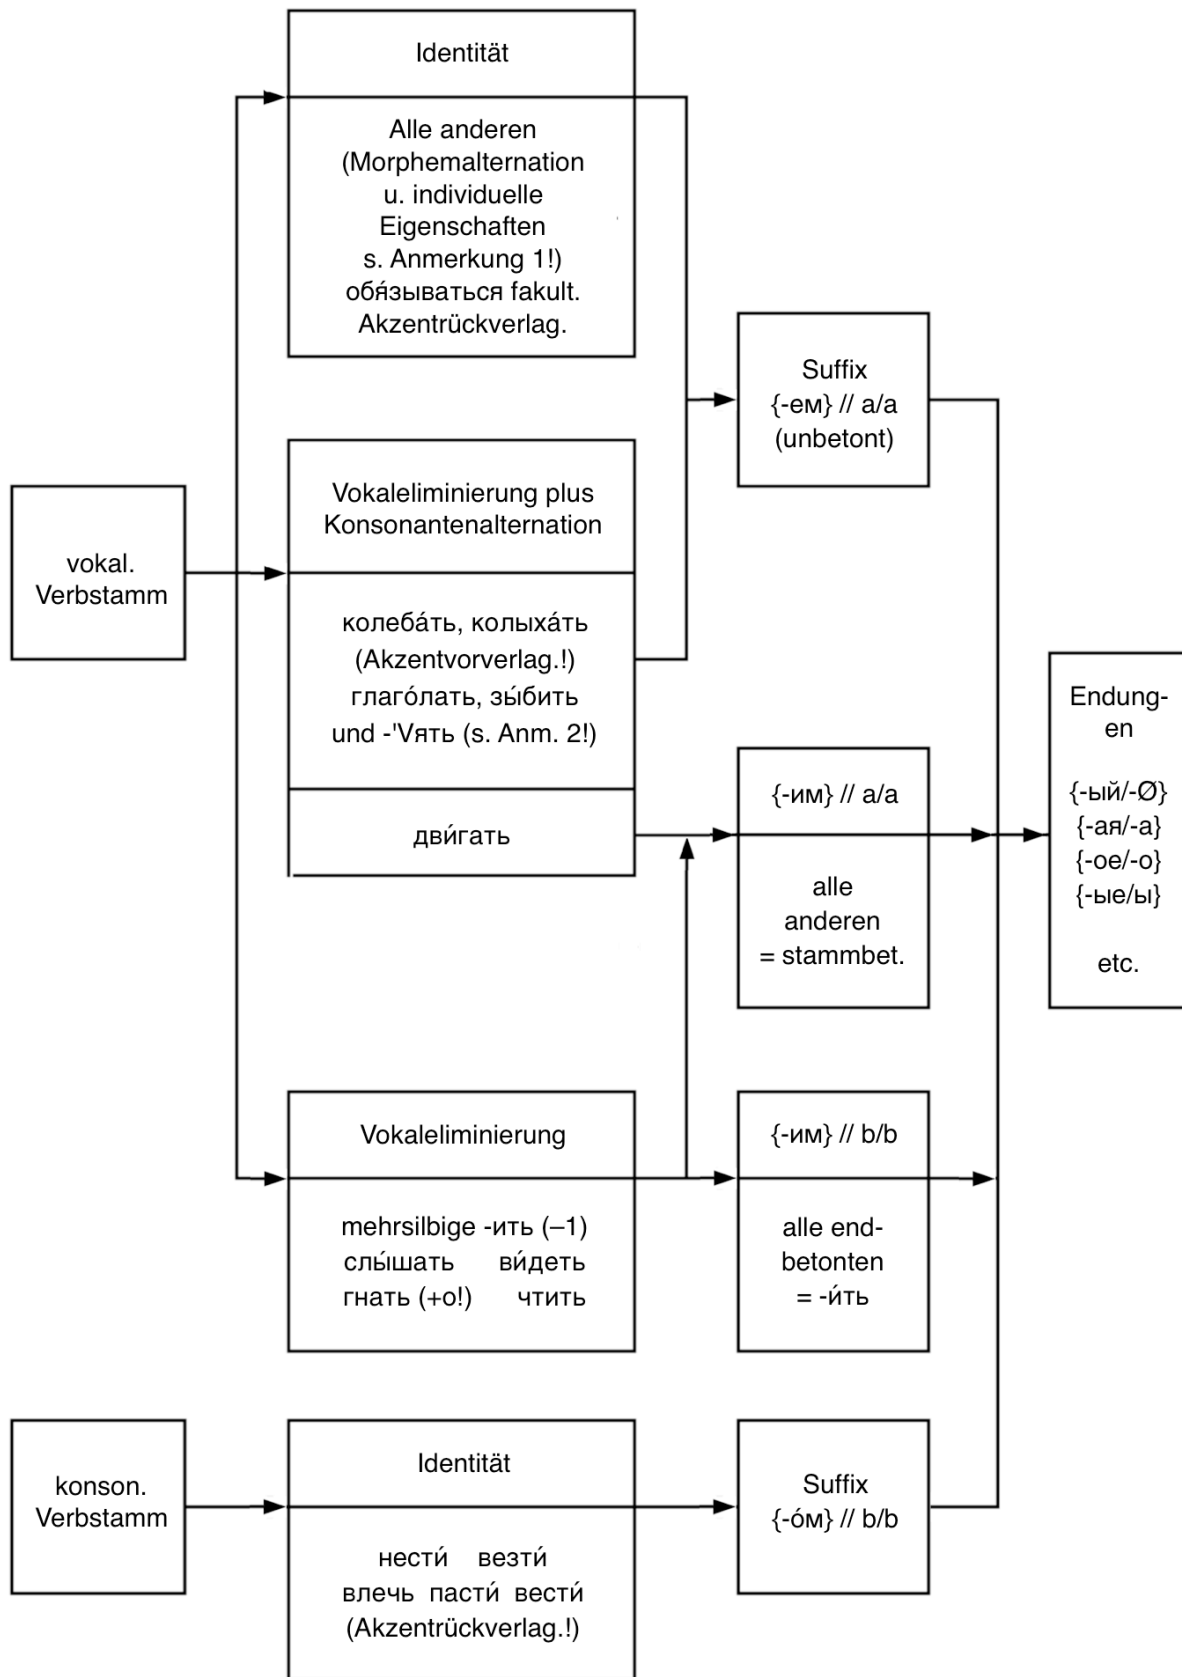 Identität
Alle anderen
(Morphemalternation
u. individuelle
Eigenschaften
s. Anmerkung 1!)
обя́зываться fakult.
Akzentrückverlag.
Suffix
{-ем} // a/a
(unbetont)
vokal.
Verbstamm
Vokaleliminierung plus
Konsonantenalternation
колеба́ть, колыха́ть
(Akzentvorverlag.!)
глаго́лать, зы́бить
und -'Vять (s. Anm. 2!)
дви́гать
{-им} // a/a
alle
anderen
= stammbet.
Endung-
en
{-ый/-Ø}
{-ая/-а}
{-ое/-о}
{-ые/ы}
etc.
Vokaleliminierung
mehrsilbige -ить (–1)
слы́шать ви́деть
гнать (+о!) чтить
{-им} // b/b
alle end-
betonten
= -и́ть
konson.
Verbstamm
Identität
нести́ везти́
влечь пасти́ вести́
(Akzentrückverlag.!)
Suffix
{-о́м} // b/b